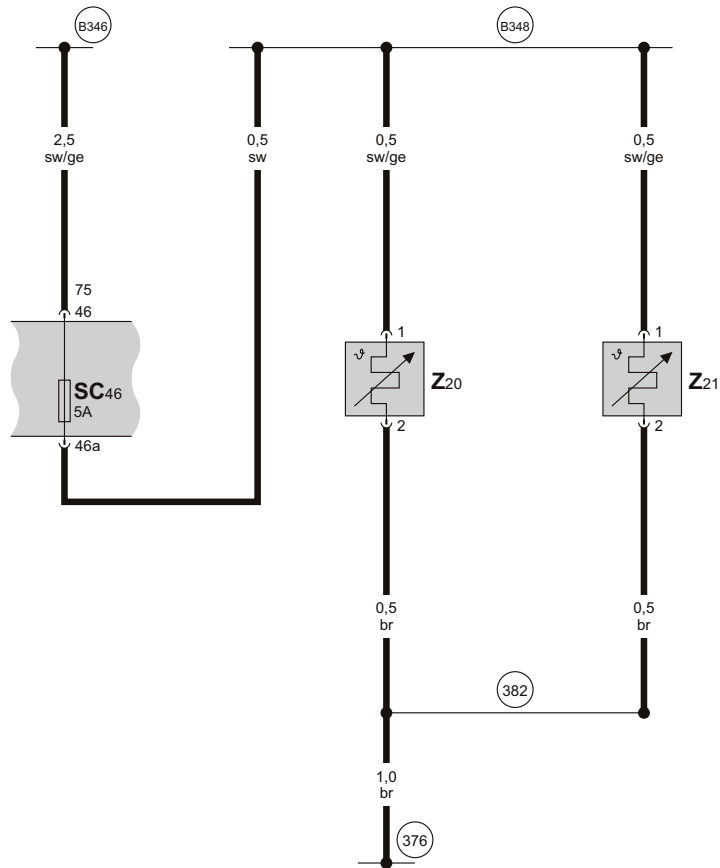 B346
B348
2,5
sw/ge
0,5
sw
0,5
sw/ge
0,5
sw/ge
75
46
1
1
ϑ
ϑ
SC46
5A
Z20
Z21
46a
2
2
0,5
br
0,5
br
382
1,0
br
376